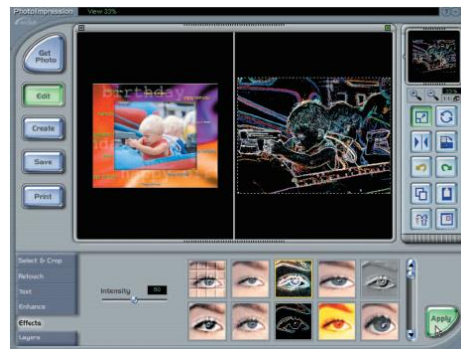 PhotoImpression
View 33%
Get
Photo
Edit
Create
Save
Print
birthday
Select & Crop
Retouch
Text
Enhance
Effects
Layers
Intensity
Apply